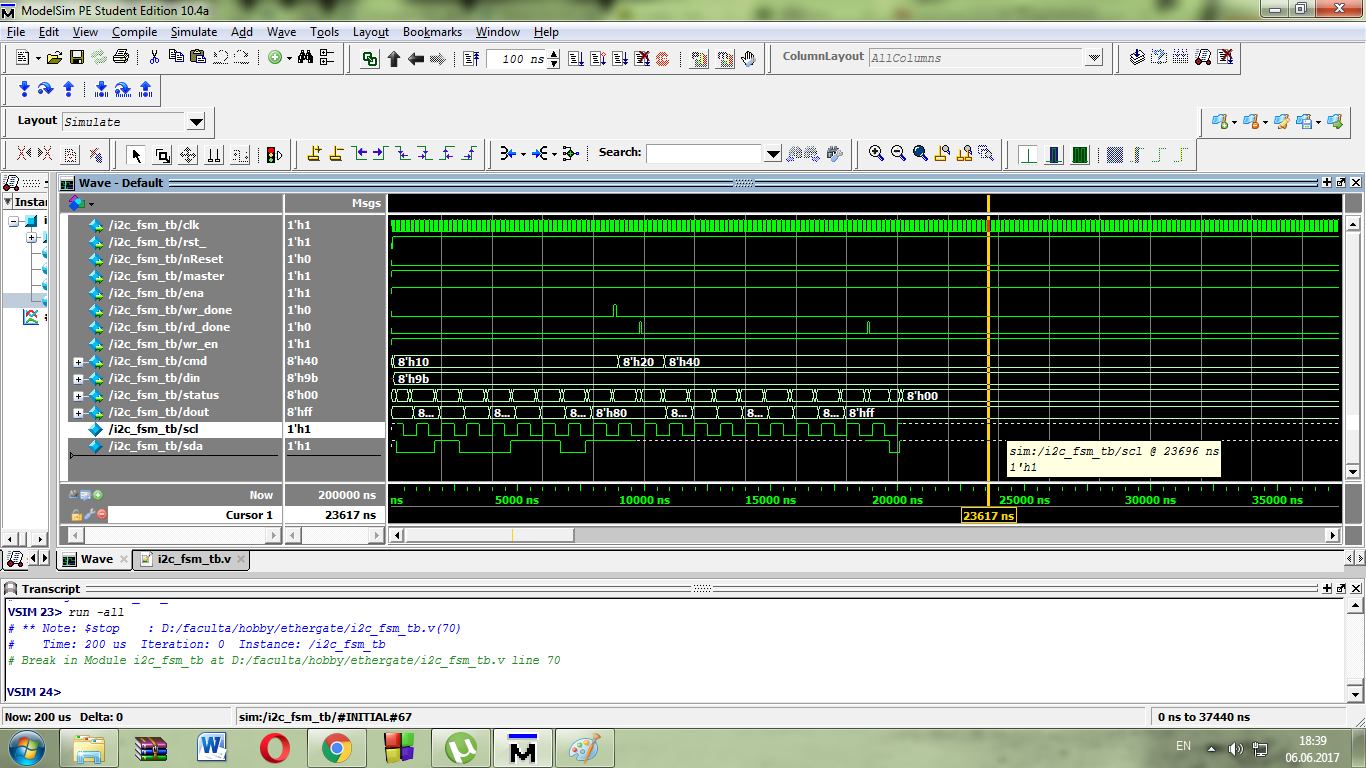 ModelSim PE Student Edition 10.4a
File Edit View Compile Simulate Add Wave Tools Layout Bookmarks Window Help
100 ns
ColumnLayout AllColumns
Layout Simulate
Search:
Instan
Wave - Default
Msgs
/i2c_fsm_tb/clk 1'h1
/i2c_fsm_tb/rst_ 1'h1
/i2c_fsm_tb/nReset 1'h0
/i2c_fsm_tb/master 1'h1
/i2c_fsm_tb/ena 1'h1
/i2c_fsm_tb/wr_done 1'h0
/i2c_fsm_tb/rd_done 1'h0
/i2c_fsm_tb/wr_en 1'h1
/i2c_fsm_tb/cmd 8'h40 8'h10 8'h20 8'h40
/i2c_fsm_tb/din 8'h9b 8'h9b
/i2c_fsm_tb/status 8'h00 8'h00
/i2c_fsm_tb/dout 8'hff 8... 8... 8... 8'h80 8... 8... 8... 8'hff
/i2c_fsm_tb/scl 1'h1
/i2c_fsm_tb/sda 1'h1
sim:/i2c_fsm_tb/scl @ 23696 ns
1'h1
Now 200000 ns ns 5000 ns 10000 ns 15000 ns 20000 ns 25000 ns 30000 ns 35000 ns
Cursor 1 23617 ns 23617 ns
Wave i2c_fsm_tb.v
Transcript
VSIM 23> run -all
# ** Note: $stop : D:/faculta/hobby/ethergate/i2c_fsm_tb.v(70)
# Time: 200 us Iteration: 0 Instance: /i2c_fsm_tb
# Break in Module i2c_fsm_tb at D:/faculta/hobby/ethergate/i2c_fsm_tb.v line 70
VSIM 24>
Now: 200 us Delta: 0 sim:/i2c_fsm_tb/#INITIAL#67 0 ns to 37440 ns
EN 18:39
06.06.2017